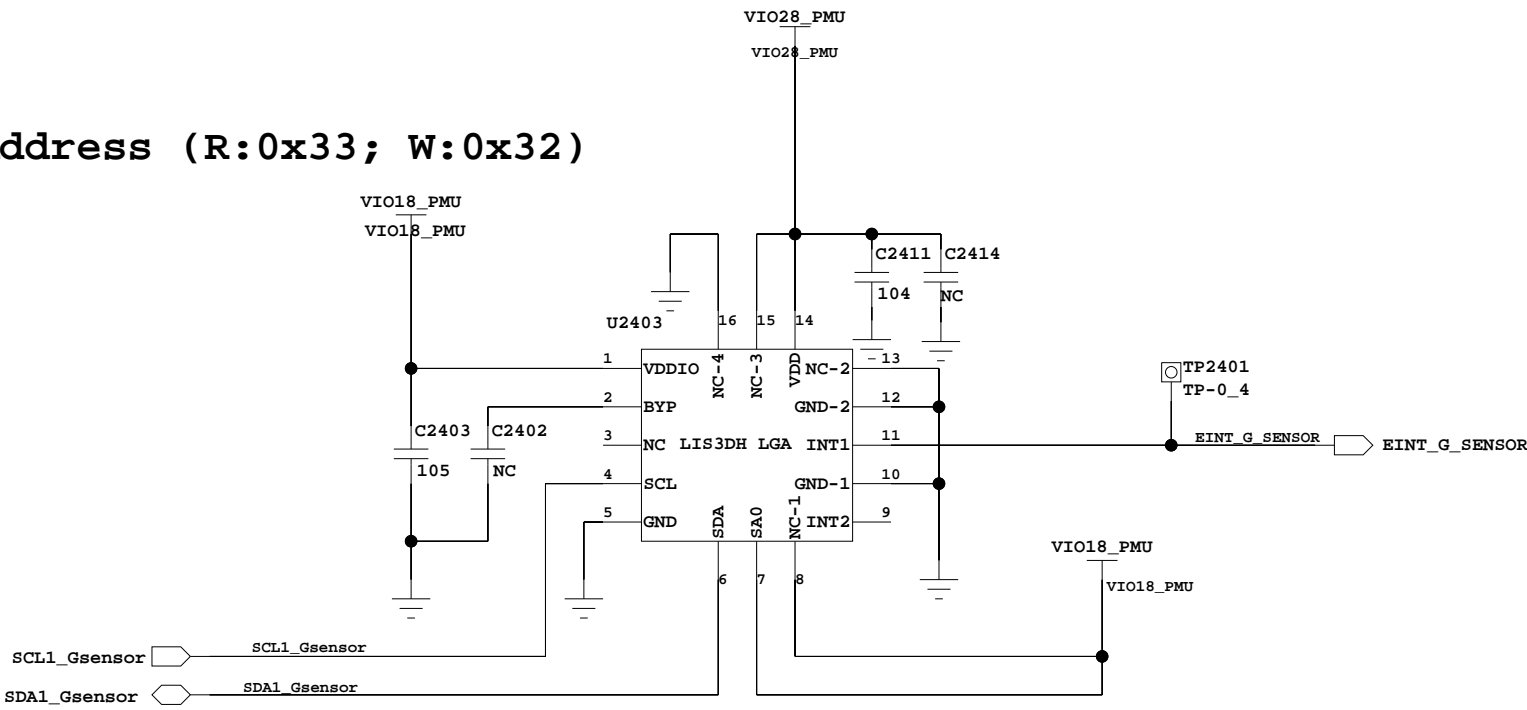 VIO28_PMU
VIO28_PMU
ddress (R:0x33; W:0x32)
VIO18_PMU
VIO18_PMU
C2411
C2414
104
NC
U2403
16
15
14
1
VDDIO
NC-4
NC-3
VDD
NC-2
13
TP2401
TP-0_4
2
BYP
GND-2
12
C2403
C2402
105
NC
3
NC
LIS3DH LGA
INT1
11
EINT_G_SENSOR
EINT_G_SENSOR
4
SCL
GND-1
10
5
GND
SDA
SA0
NC-1
INT2
9
6
7
8
VIO18_PMU
VIO18_PMU
SCL1_Gsensor
SCL1_Gsensor
SDA1_Gsensor
SDA1_Gsensor